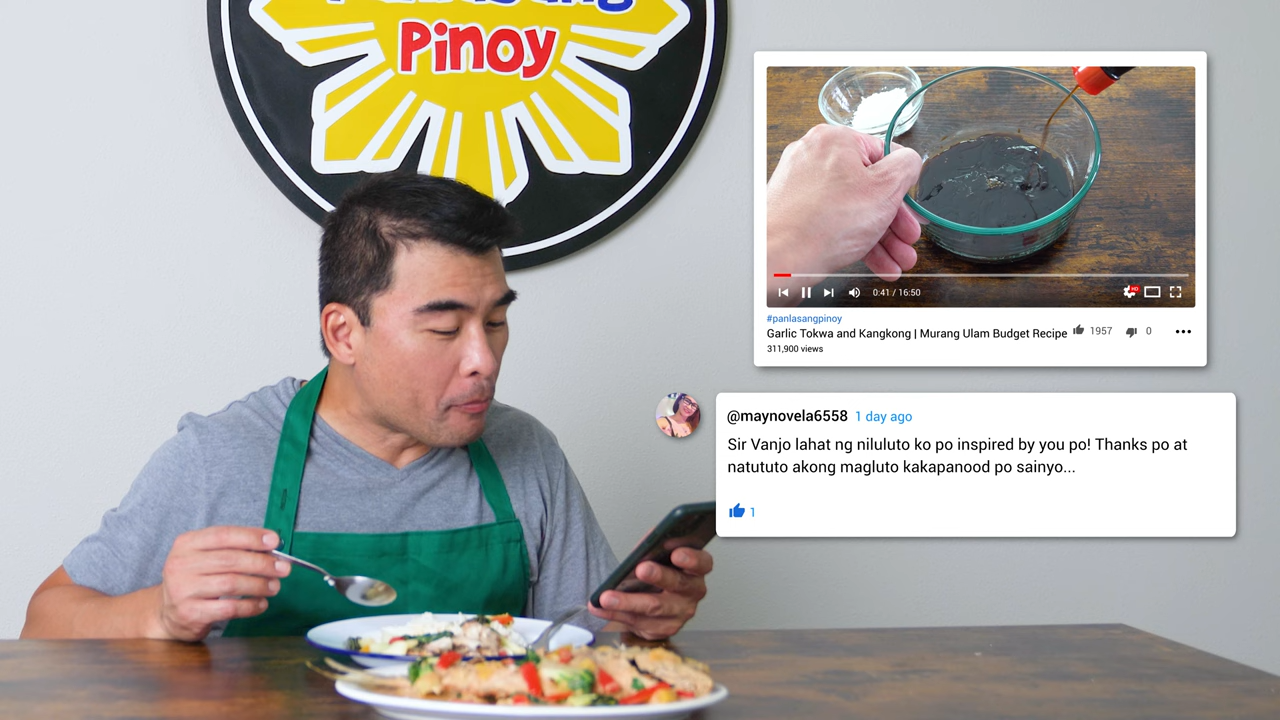 Pinoy
0:41 / 16:50
HD
#panlasangpinoy
Garlic Tokwa and Kangkong | Murang Ulam Budget Recipe
1957
0
311,900 views
@maynovela6558 1 day ago
Sir Vanjo lahat ng niluluto ko po inspired by you po! Thanks po at
natututo akong magluto kakapanood po sainyo...
1